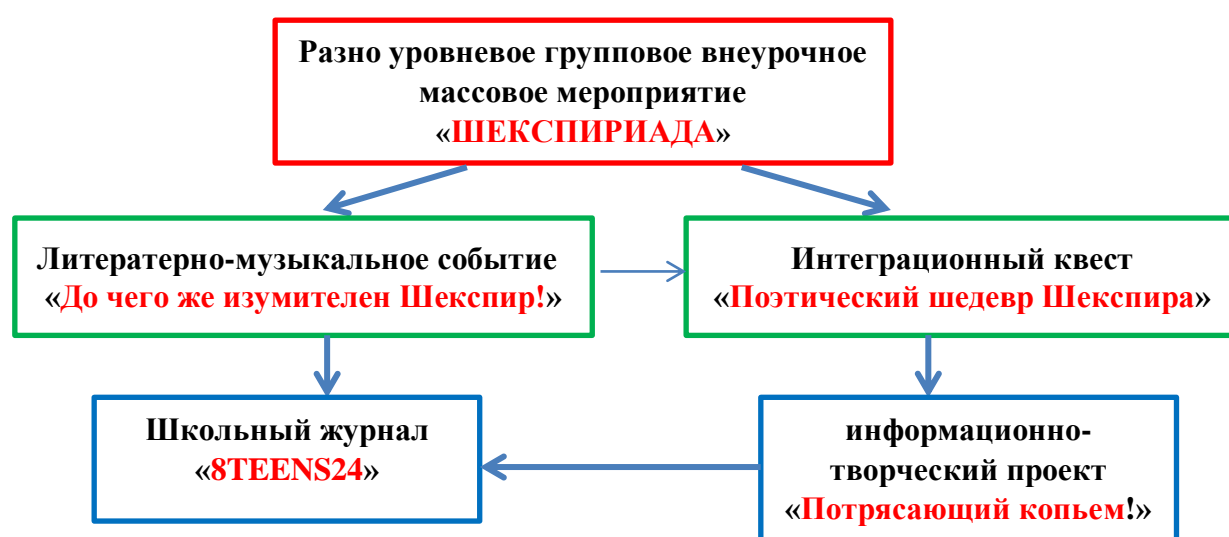 Разно уровневое групповое внеурочное
массовое мероприятие
«ШЕКСПИРИАДА»
Литератерно-музыкальное событие
«До чего же изумителен Шекспир!»
Интеграционный квест
«Поэтический шедевр Шекспира»
Школьный журнал
«8TEENS24»
информационно-
творческий проект
«Потрясающий копьем!»